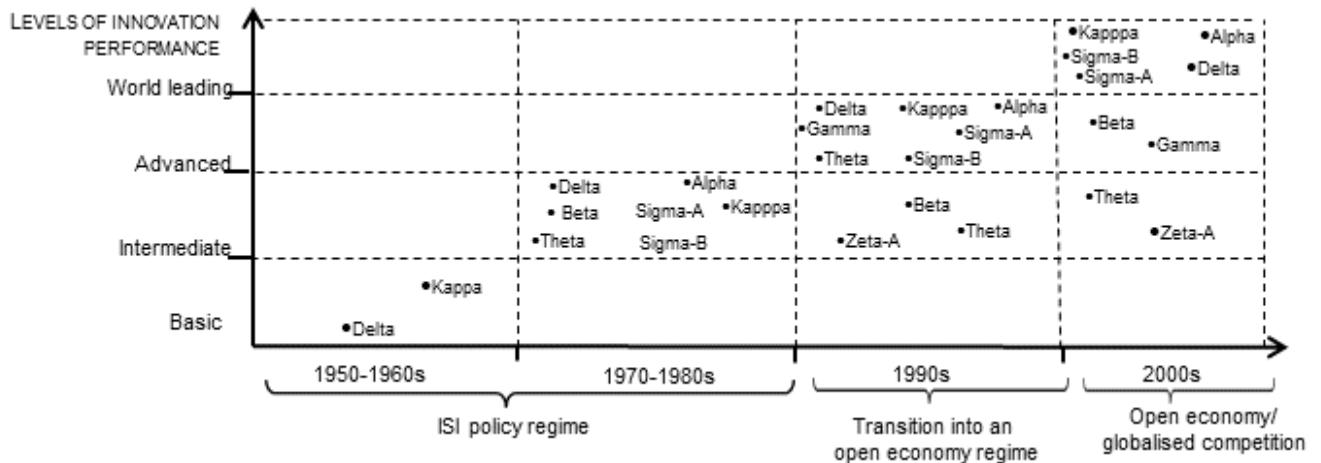 LEVELS OF INNOVATION
PERFORMANCE
World leading
Advanced
Intermediate
Basic
Kapppa
Alpha
Sigma-B
Delta
Sigma-A
Beta
Gamma
Theta
Zeta-A
Delta
Kapppa
Alpha
Gamma
Sigma-A
Theta
Sigma-B
Beta
Theta
Zeta-A
Delta
Alpha
Beta
Sigma-A
Kapppa
Theta
Sigma-B
Kappa
Delta
1950-1960s
1970-1980s
1990s
2000s
ISI policy regime
Transition into an
open economy regime
Open economy/
globalised competition